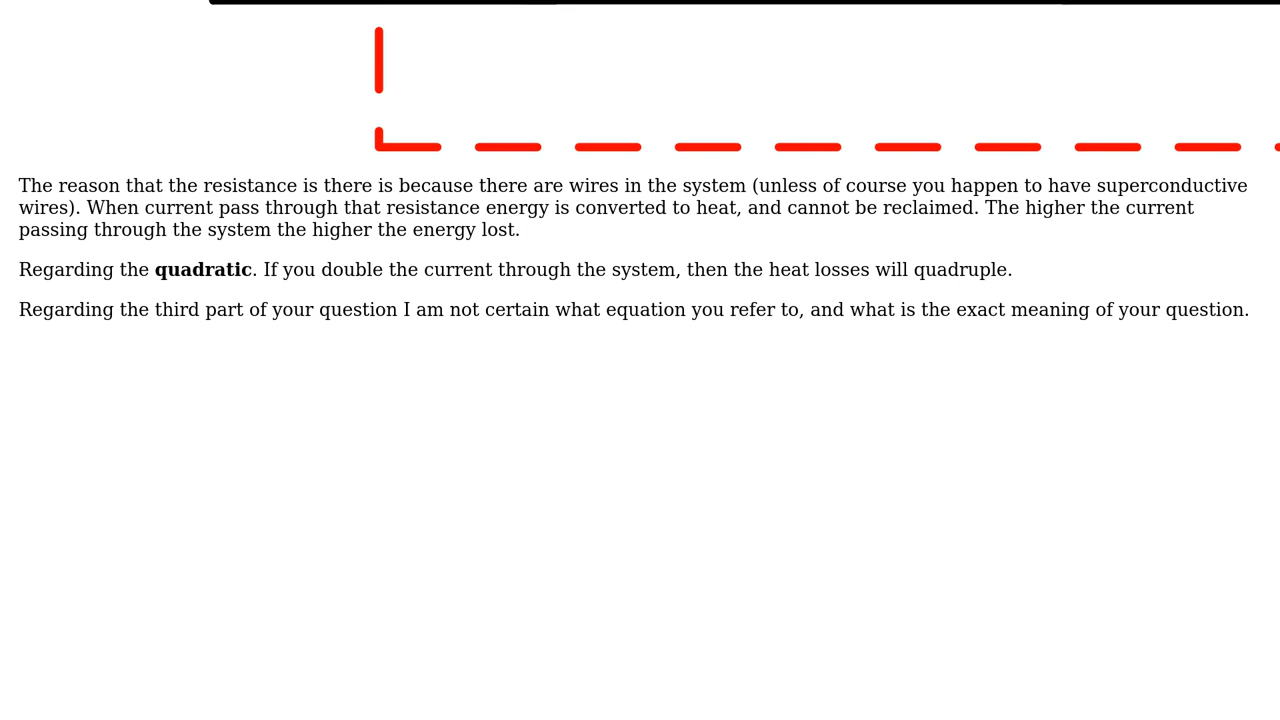 The reason that the resistance is there is because there are wires in the system (unless of course you happen to have superconductive
wires). When current pass through that resistance energy is converted to heat, and cannot be reclaimed. The higher the current
passing through the system the higher the energy lost.
Regarding the quadratic. If you double the current through the system, then the heat losses will quadruple.
Regarding the third part of your question I am not certain what equation you refer to, and what is the exact meaning of your question.